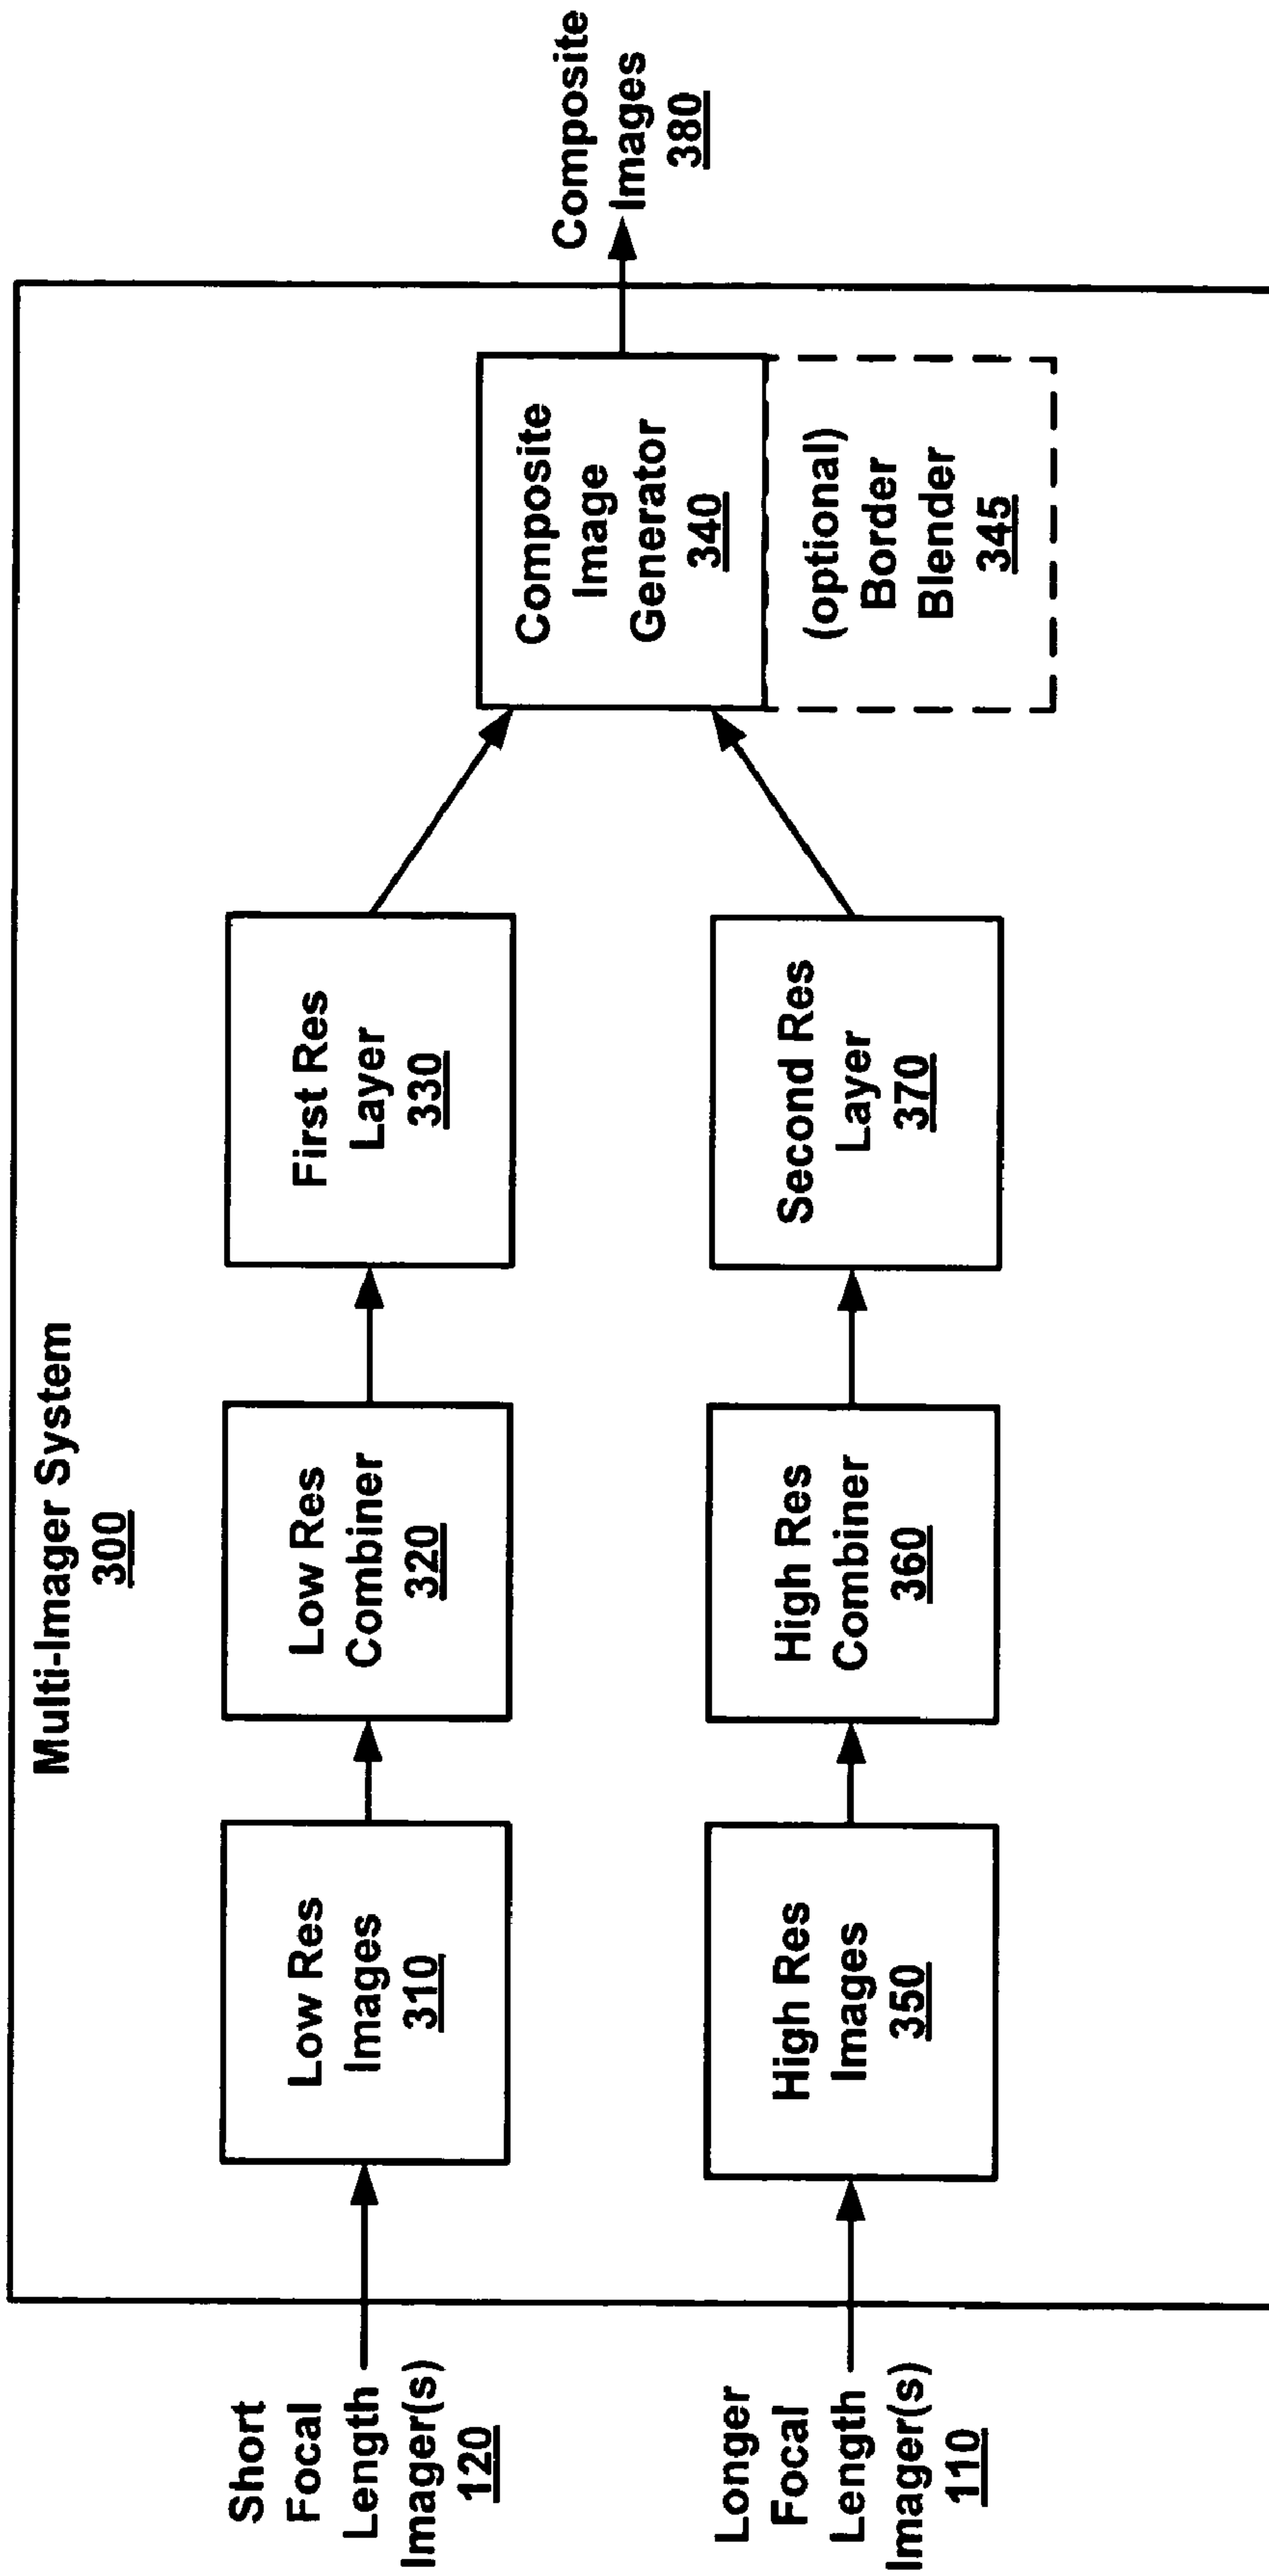 Multi-Imager System
300
Short
Focal
Length
Imager(s)
120
Low Res
Images
310
Low Res
Combiner
320
First Res
Layer
330
Longer
Focal
Length
Imager(s)
110
High Res
Images
350
High Res
Combiner
360
Second Res
Layer
370
Composite
Image
Generator
340
(optional)
Border
Blender
345
Composite
Images
380